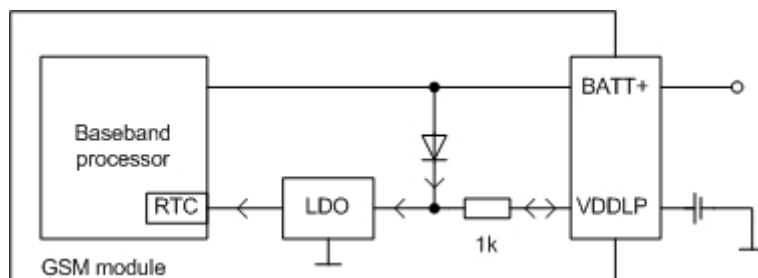 BATT+
Baseband
processor
RTC
LDO
VDDLP
1k
GSM module